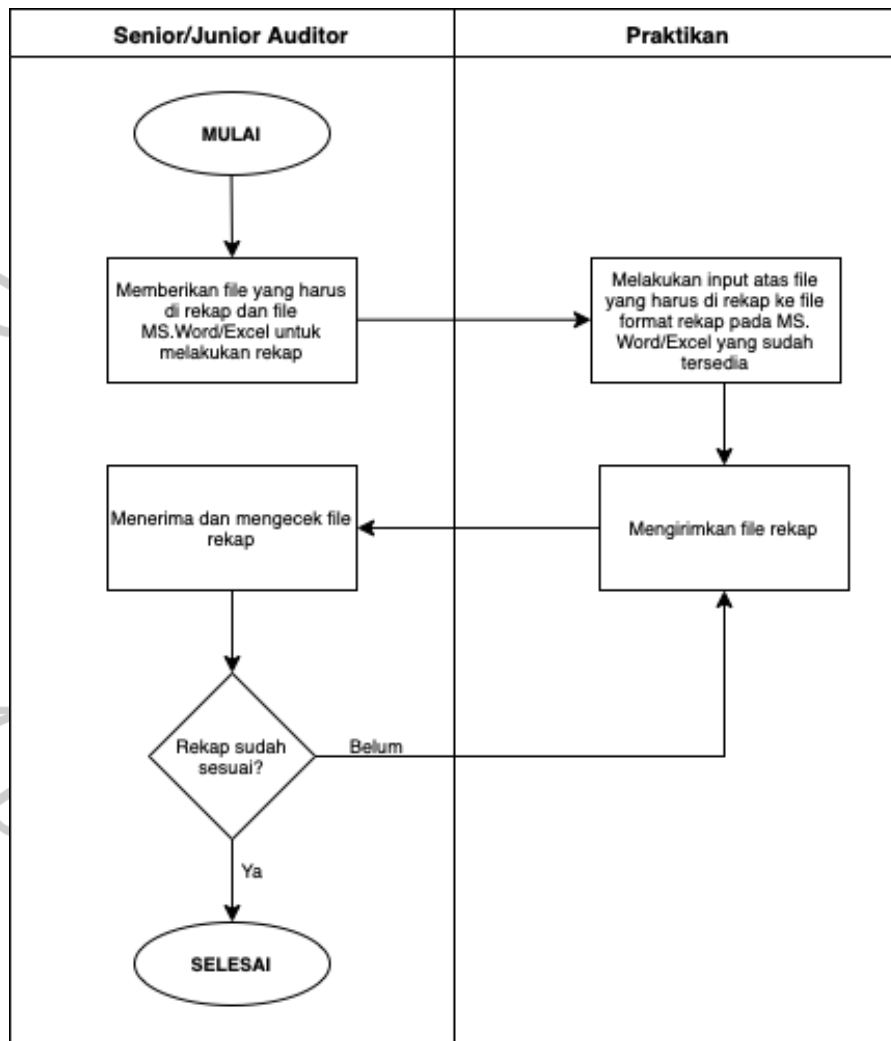 Senior/Junior Auditor
Praktikan
MULAI
Memberikan file yang harus
di rekap dan file
MS.Word/Excel untuk
melakukan rekap
Melakukan input atas file
yang harus di rekap ke file
format rekap pada MS.
Word/Excel yang sudah
tersedia
Menerima dan mengecek file
rekap
Mengirimkan file rekap
Rekap sudah
sesuai?
Belum
Ya
SELESAI